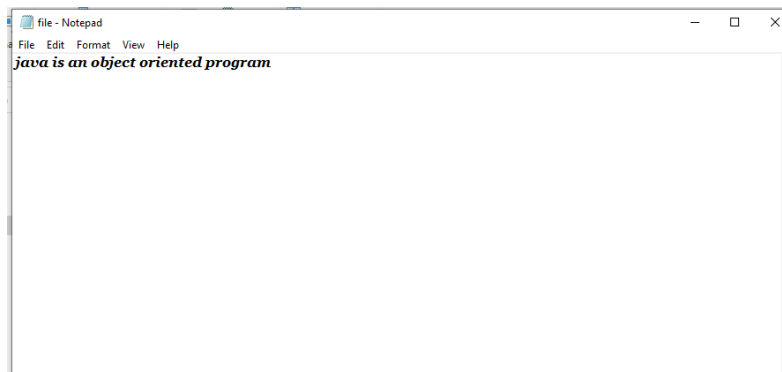 file - Notepad
File Edit Format View Help
java is an object oriented program